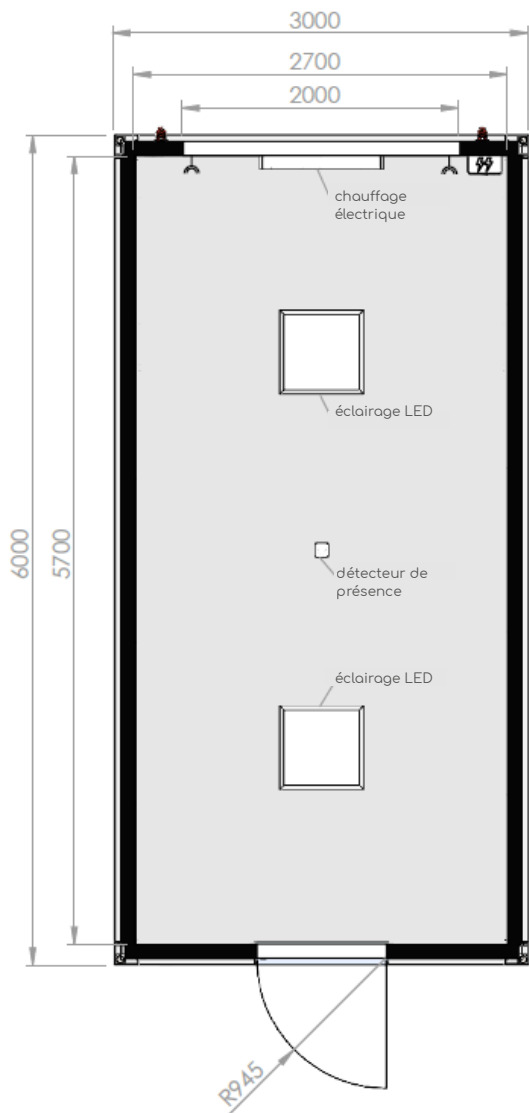 3000
2700
2000
chauffage
électrique
éclairage LED
6000
5700
détecteur de
présence
éclairage LED
R945